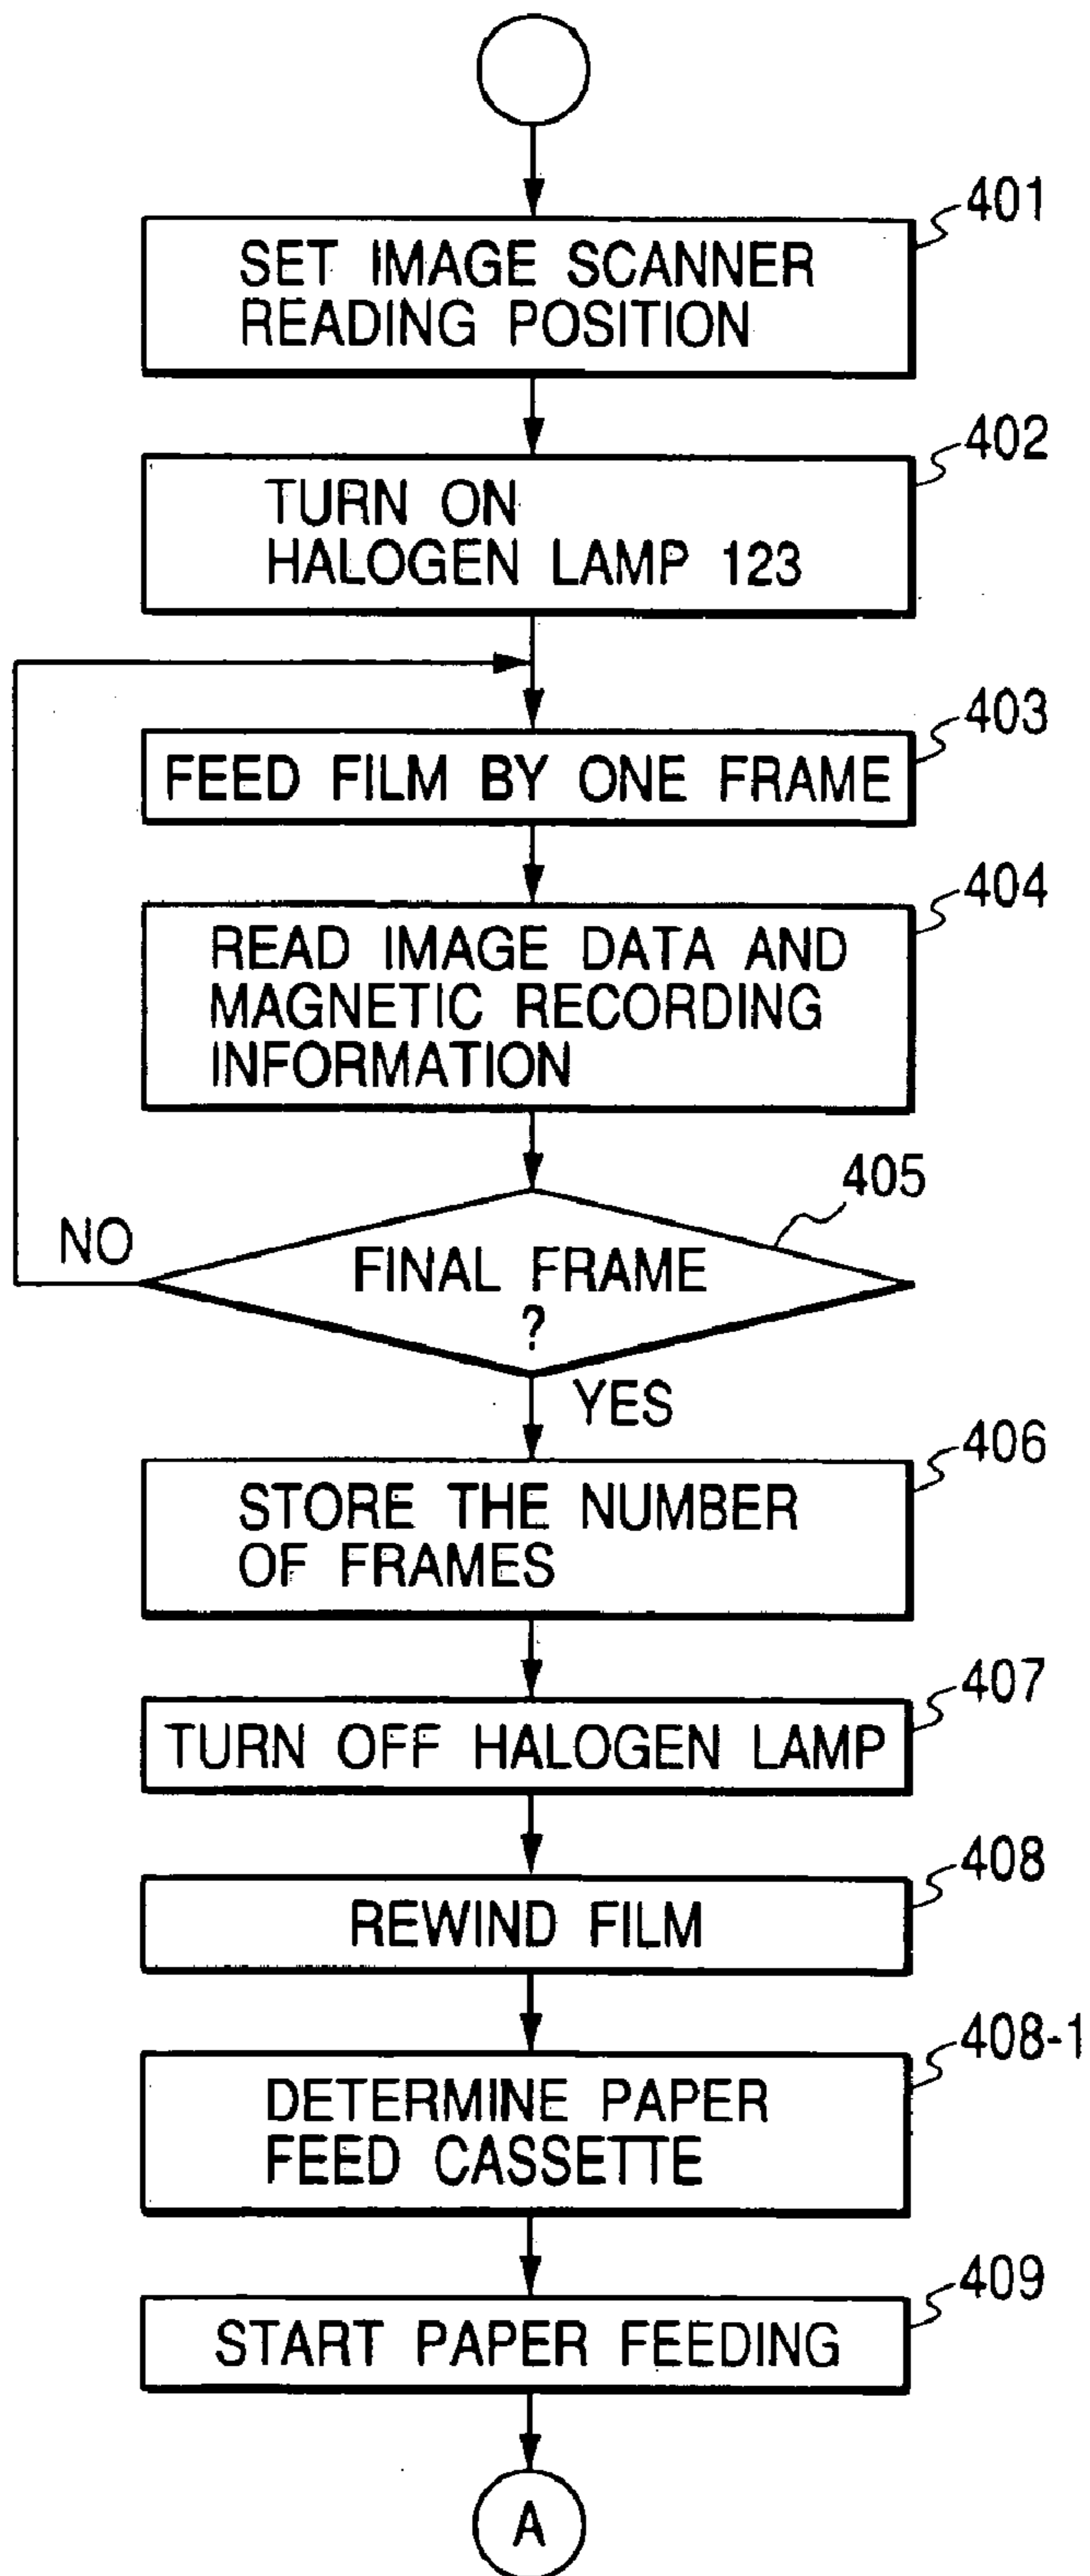 401
SET IMAGE SCANNER
READING POSITION
402
TURN ON
HALOGEN LAMP 123
403
FEED FILM BY ONE FRAME
404
READ IMAGE DATA AND
MAGNETIC RECORDING
INFORMATION
405
NO
FINAL FRAME
?
YES
406
STORE THE NUMBER
OF FRAMES
407
TURN OFF HALOGEN LAMP
408
REWIND FILM
408-1
DETERMINE PAPER
FEED CASSETTE
409
START PAPER FEEDING
A